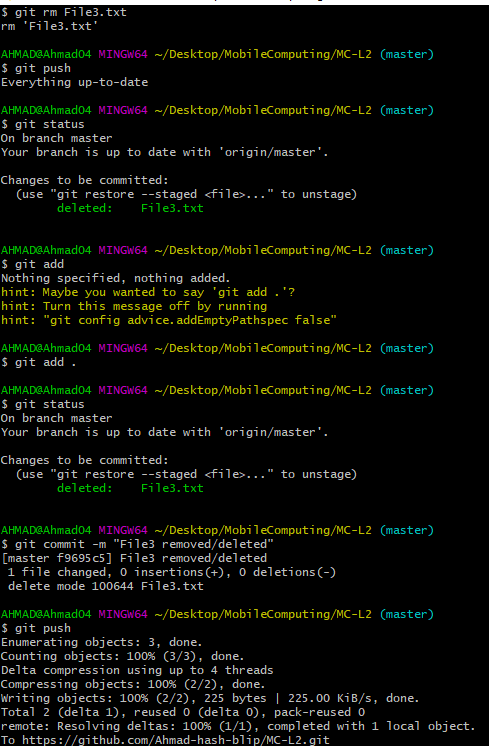 $ git rm File3.txt
rm 'File3.txt'
AHMAD@Ahmad04 MINGW64 ~/Desktop/MobileComputing/MC-L2 (master)
$ git push
Everything up-to-date
AHMAD@Ahmad04 MINGW64 ~/Desktop/MobileComputing/MC-L2 (master)
$ git status
On branch master
Your branch is up to date with 'origin/master'.
Changes to be committed:
  (use "git restore --staged <file>..." to unstage)
        deleted:    File3.txt
AHMAD@Ahmad04 MINGW64 ~/Desktop/MobileComputing/MC-L2 (master)
$ git add
Nothing specified, nothing added.
hint: Maybe you wanted to say 'git add .'?
hint: Turn this message off by running
hint: "git config advice.addEmptyPathspec false"
AHMAD@Ahmad04 MINGW64 ~/Desktop/MobileComputing/MC-L2 (master)
$ git add .
AHMAD@Ahmad04 MINGW64 ~/Desktop/MobileComputing/MC-L2 (master)
$ git status
On branch master
Your branch is up to date with 'origin/master'.
Changes to be committed:
  (use "git restore --staged <file>..." to unstage)
        deleted:    File3.txt
AHMAD@Ahmad04 MINGW64 ~/Desktop/MobileComputing/MC-L2 (master)
$ git commit -m "File3 removed/deleted"
[master f9695c5] File3 removed/deleted
 1 file changed, 0 insertions(+), 0 deletions(-)
 delete mode 100644 File3.txt
AHMAD@Ahmad04 MINGW64 ~/Desktop/MobileComputing/MC-L2 (master)
$ git push
Enumerating objects: 3, done.
Counting objects: 100% (3/3), done.
Delta compression using up to 4 threads
Compressing objects: 100% (2/2), done.
Writing objects: 100% (2/2), 225 bytes | 225.00 KiB/s, done.
Total 2 (delta 1), reused 0 (delta 0), pack-reused 0
remote: Resolving deltas: 100% (1/1), completed with 1 local object.
To https://github.com/Ahmad-hash-blip/MC-L2.git